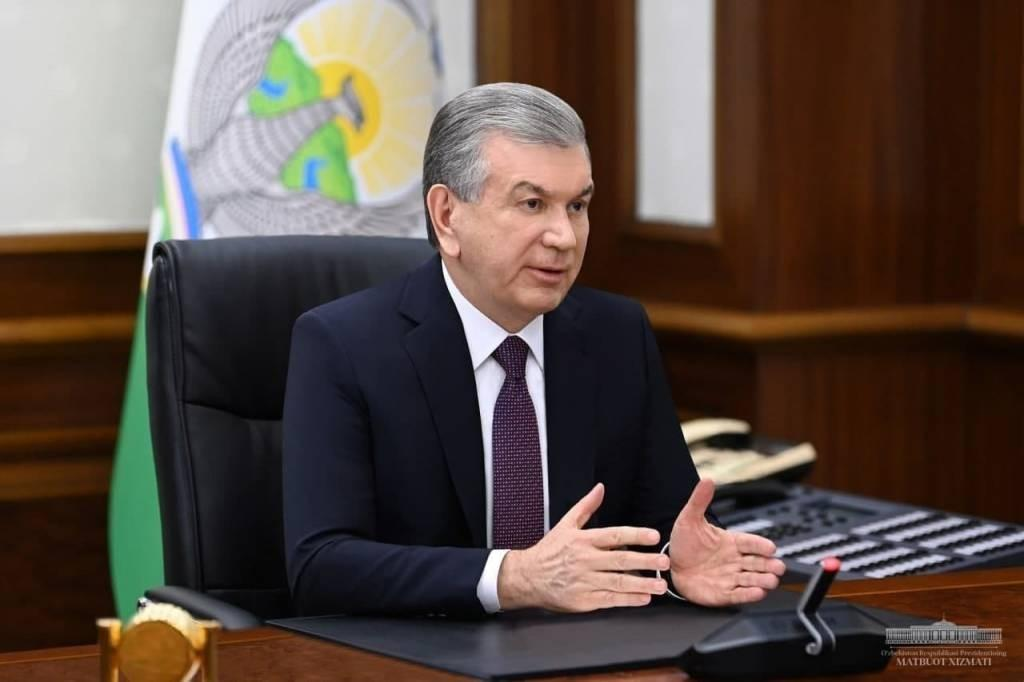 O‘zbekiston Respublikasi Prezidentining
MATBUOT XIZMATI